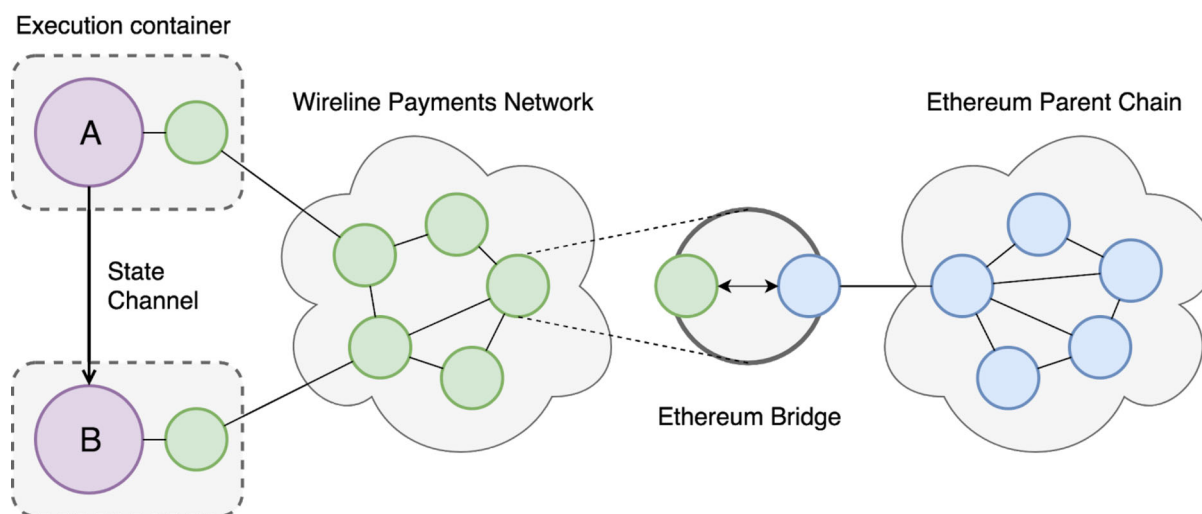 Execution container
A
Wireline Payments Network
Ethereum Parent Chain
State
Channel
B
Ethereum Bridge